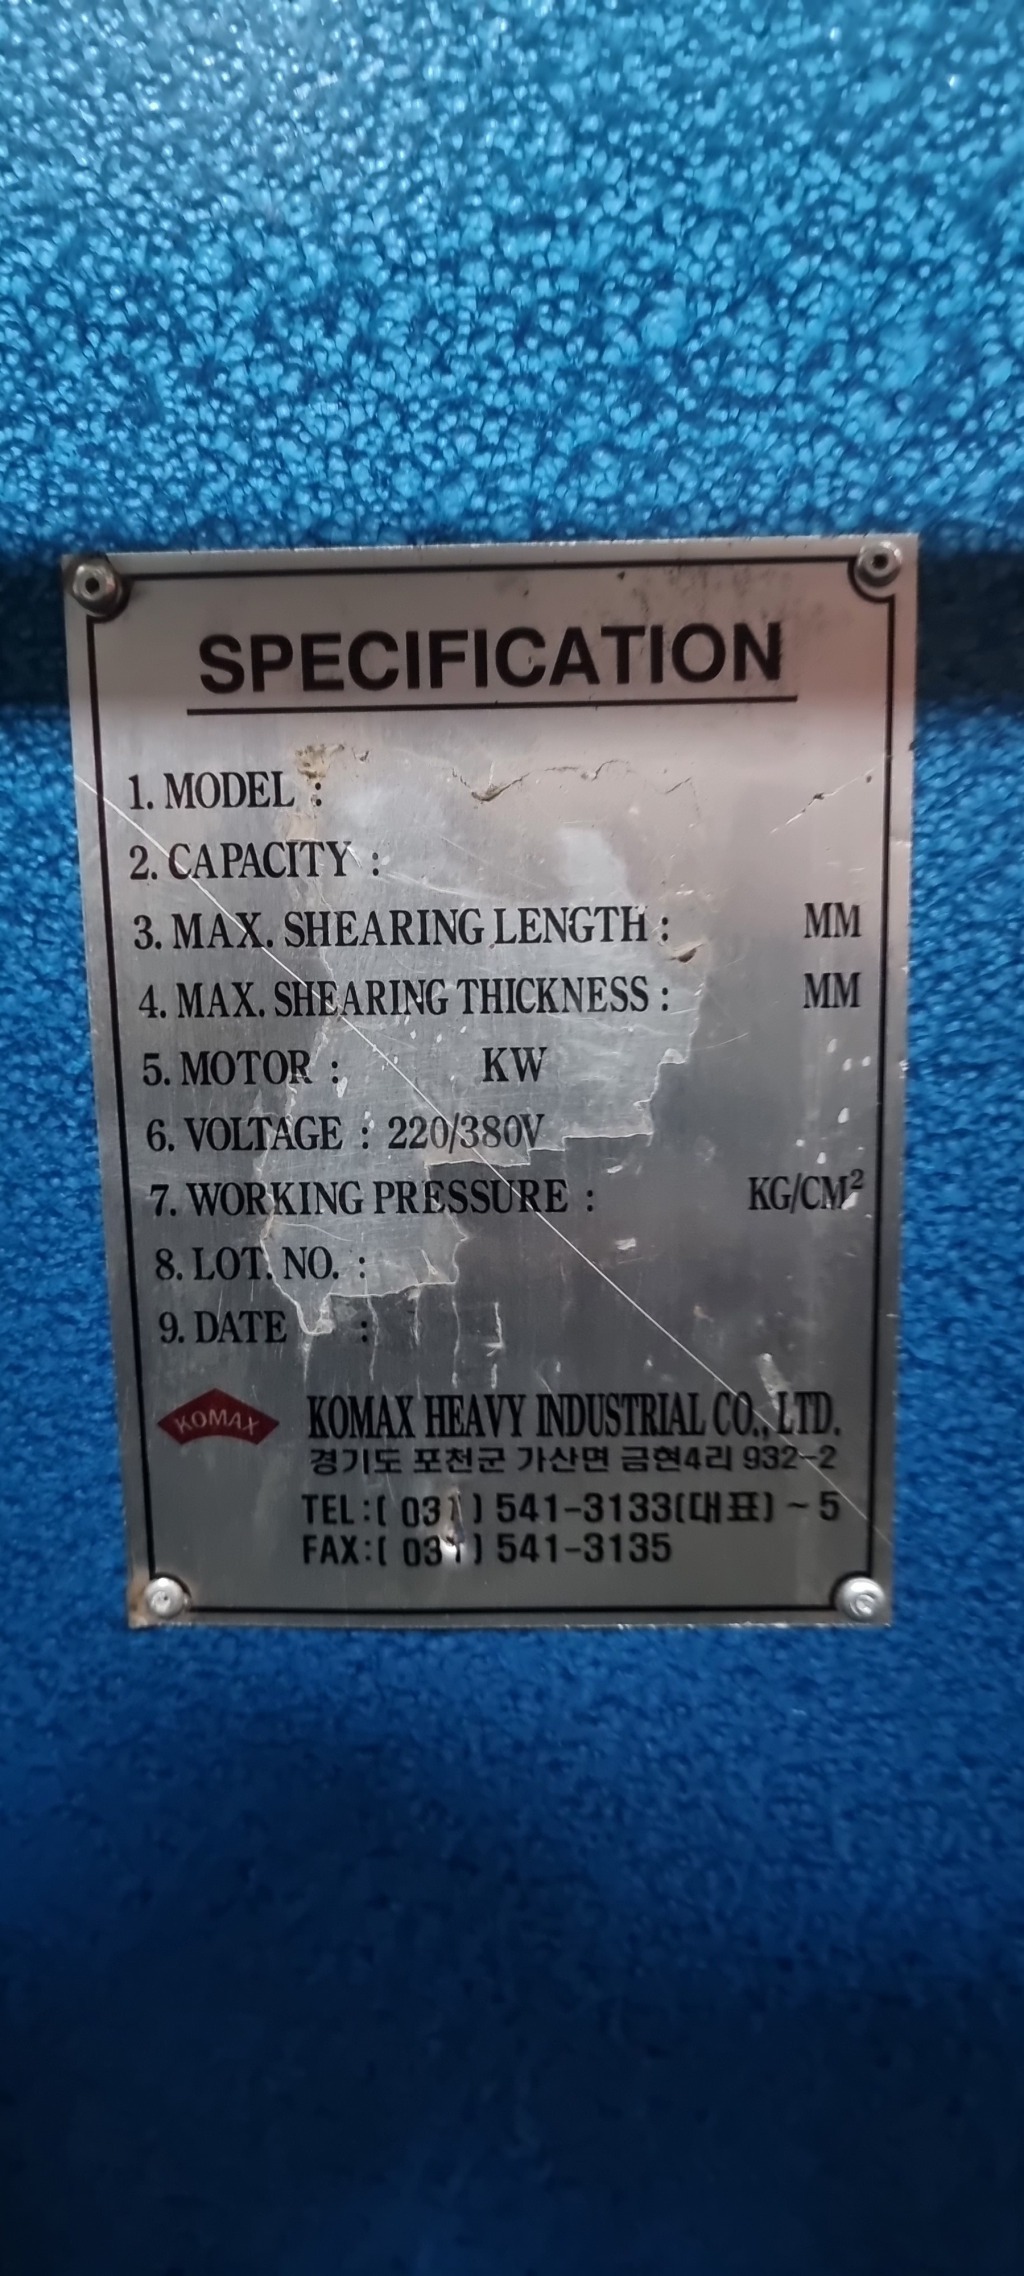 SPECIFICATION
1. MODEL :
2. CAPACITY :
3. MAX. SHEARING LENGTH : MM
4. MAX. SHEARING THICKNESS : MM
5. MOTOR : KW
6. VOLTAGE : 220/380V
7. WORKING PRESSURE : KG/CM²
8. LOT. NO. :
9. DATE :
KOMAX KOMAX HEAVY INDUSTRIAL CO., LTD.
경기도 포천군 가산면 금현4리 932-2
TEL : ( 031 ) 541-3133(대표) ~ 5
FAX : ( 031 ) 541-3135